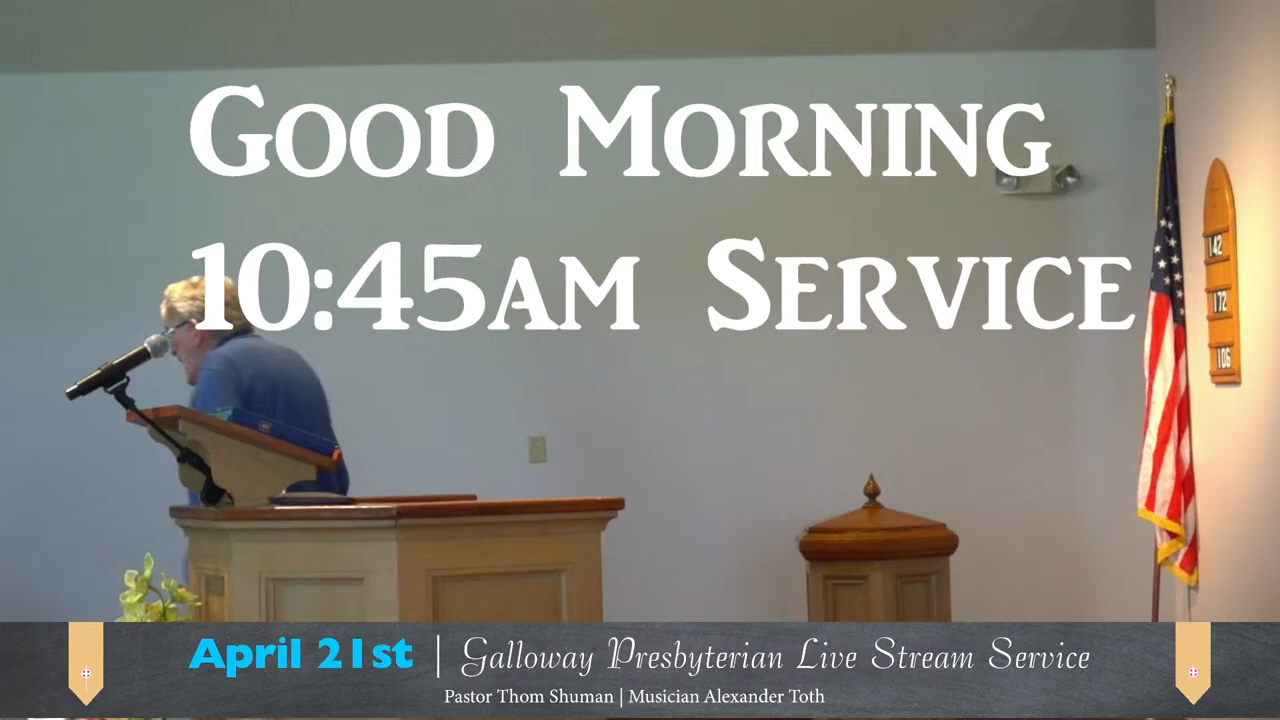 Good Morning
10:45am Service
142
172
106
April 21st | Galloway Presbyterian Live Stream Service
Pastor Thom Shuman | Musician Alexander Toth